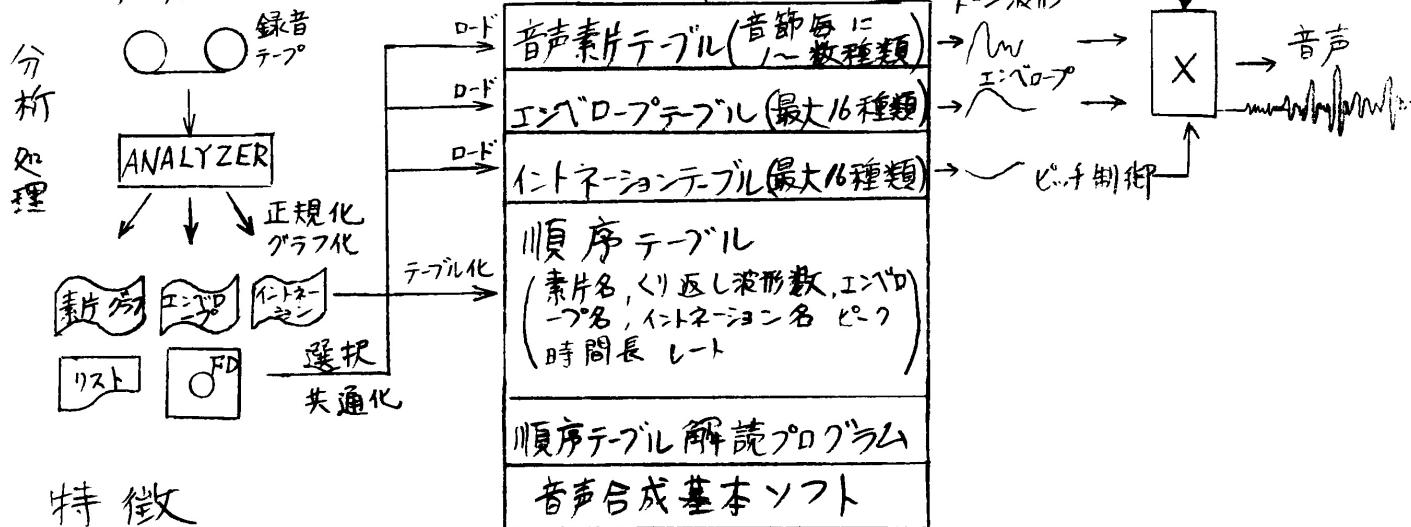 分析処理
録音
テープ
ANALYZER
正規化
グラフ化
素片グラフ
エンベロ
ープ
イントネー
ション
リスト
FD
選択
共通化
ロード
ロード
ロード
テーブル化
音声素片テーブル(音節毎に
1〜数種類)
エンベロープテーブル(最大16種類)
イントネーションテーブル(最大16種類)
順序テーブル
(素片名,くり返し波形数,エンベロ
ープ名,イントネーション名 ピーク
時間長 レート)
順序テーブル解読プログラム
音声合成基本ソフト
エンベロープ
ピッチ制御
X
音声
特徴